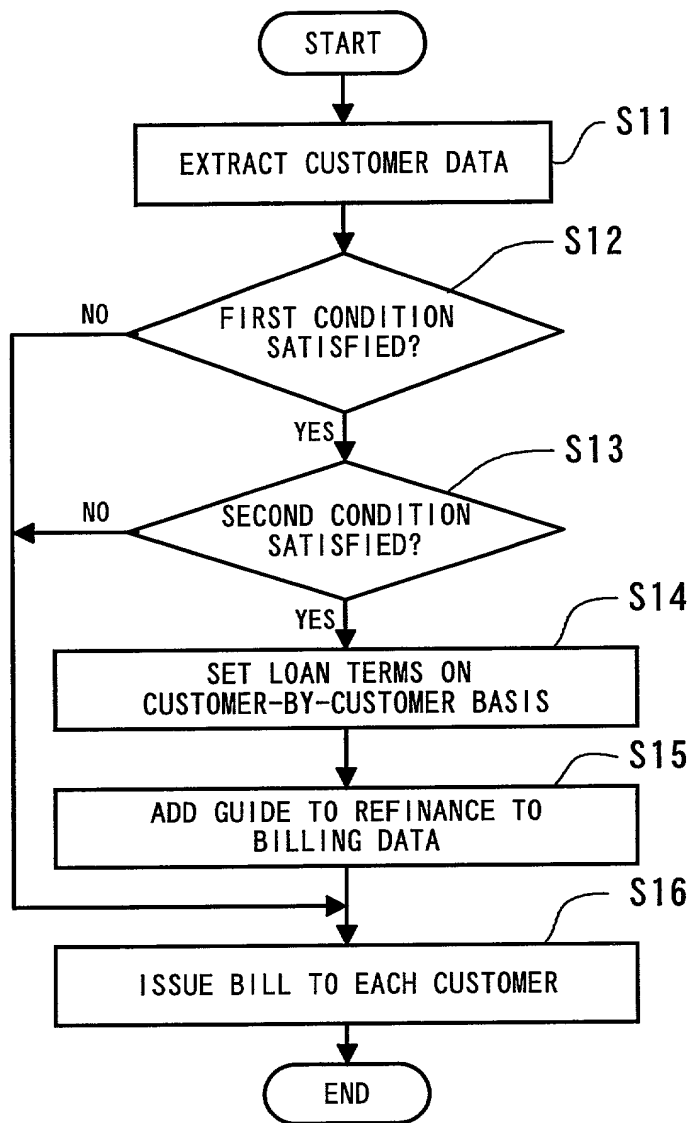 START
S11
EXTRACT CUSTOMER DATA
S12
NO
FIRST CONDITION
SATISFIED?
YES
S13
NO
SECOND CONDITION
SATISFIED?
YES
S14
SET LOAN TERMS ON
CUSTOMER-BY-CUSTOMER BASIS
S15
ADD GUIDE TO REFINANCE TO
BILLING DATA
S16
ISSUE BILL TO EACH CUSTOMER
END